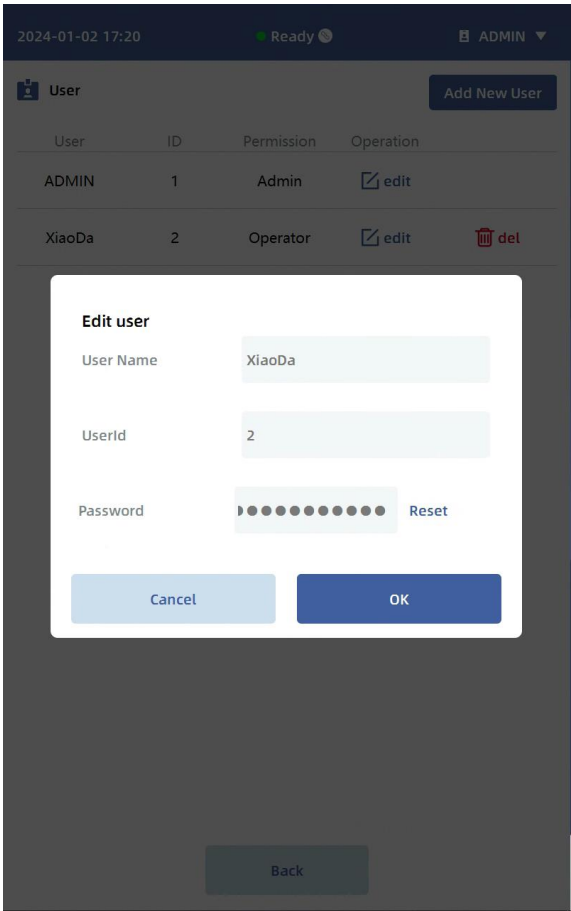 2024-01-02 17:20 Ready ADMIN ▼
User Add New User
User ID Permission Operation
ADMIN 1 Admin edit
XiaoDa 2 Operator edit del
Edit user
User Name XiaoDa
UserId 2
Password ●●●●●●●●●●● Reset
Cancel OK
Back